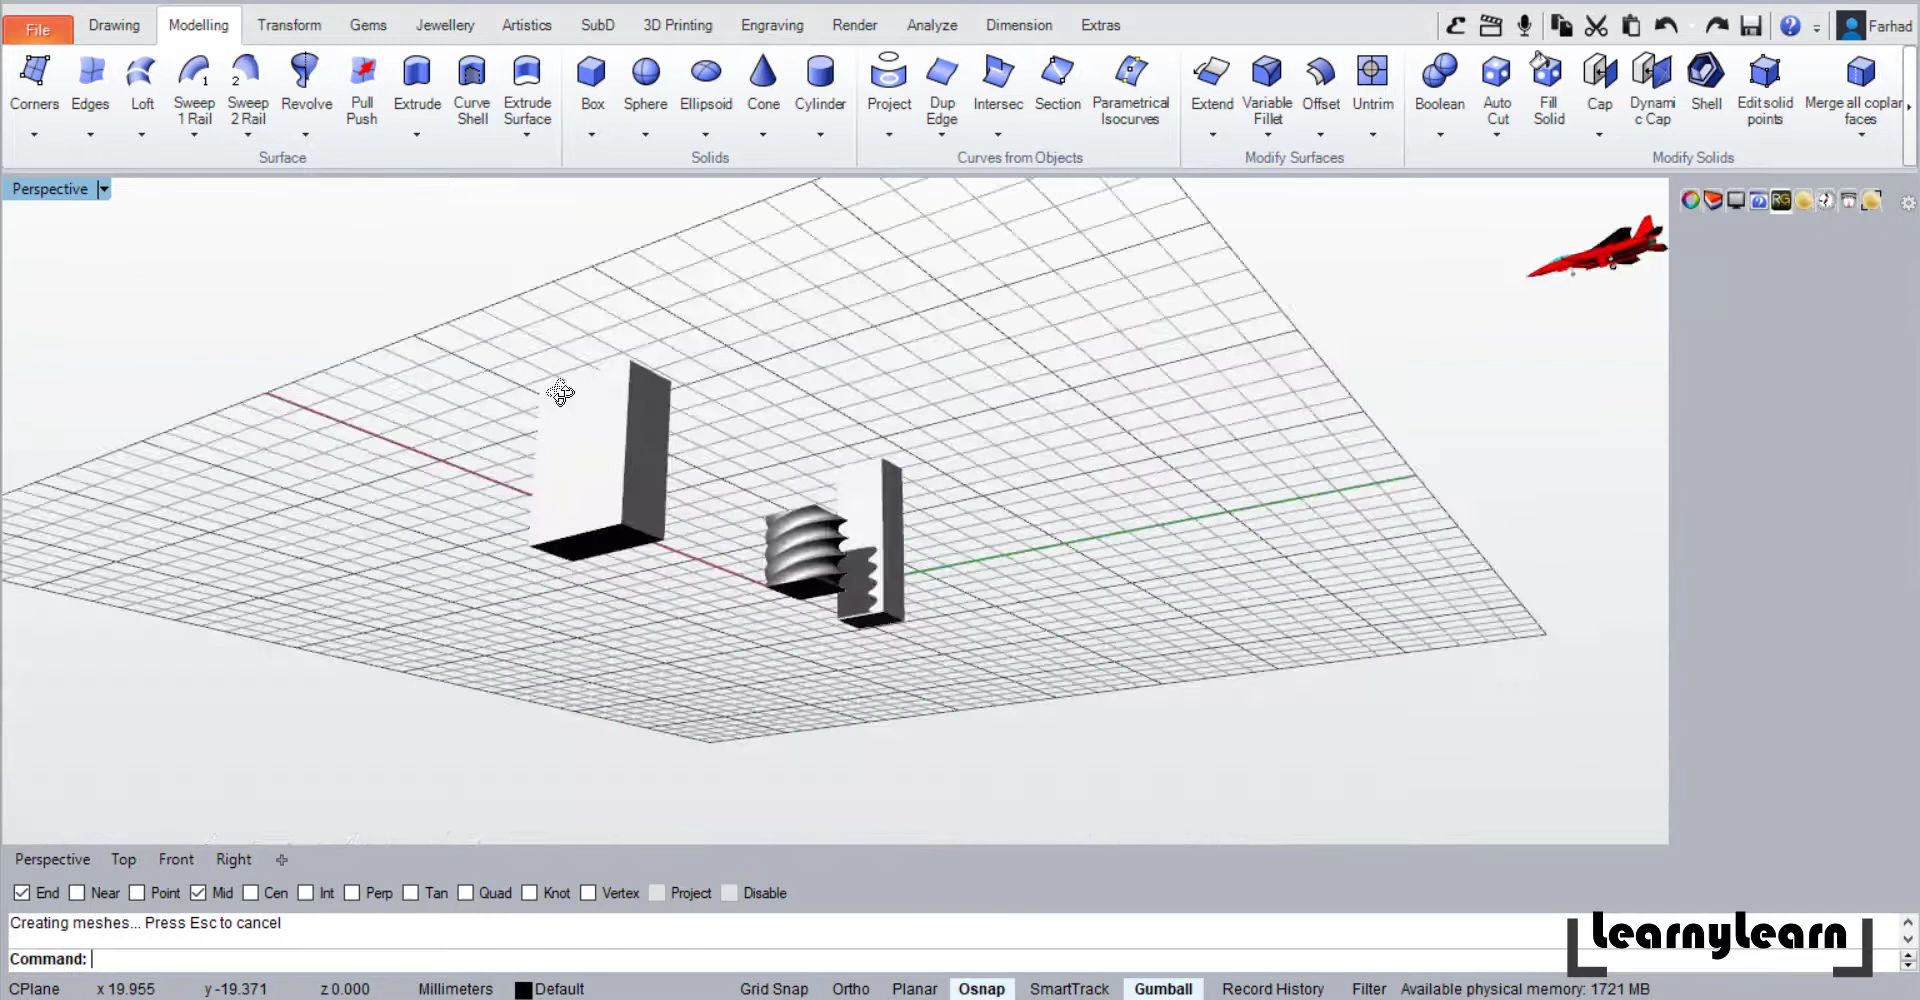 File Drawing Modelling Transform Gems Jewellery Artistics SubD 3D Printing Engraving Render Analyze Dimension Extras Farhad
Corners Edges Loft Sweep 1 Rail Sweep 2 Rail Revolve Pull Push Extrude Curve Shell Extrude Surface Box Sphere Ellipsoid Cone Cylinder Project Dup Edge Intersec Section Parametrical Isocurves Extend Variable Fillet Offset Untrim Boolean Auto Cut Fill Solid Cap Dynami c Cap Shell Edit solid points Merge all coplar faces
Surface Solids Curves from Objects Modify Surfaces Modify Solids
Perspective
RG
Perspective Top Front Right
End Near Point Mid Cen Int Perp Tan Quad Knot Vertex Project Disable
Creating meshes... Press Esc to cancel
LearnyLearn
Command:
CPlane x 19.955 y -19.371 z 0.000 Millimeters Default Grid Snap Ortho Planar Osnap SmartTrack Gumball Record History Filter Available physical memory: 1721 MB